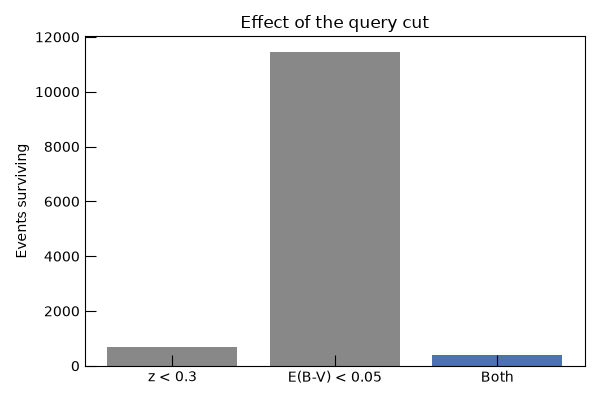 Effect of the query cut
Events surviving
12000
10000
8000
6000
4000
2000
0
z < 0.3
E(B-V) < 0.05
Both